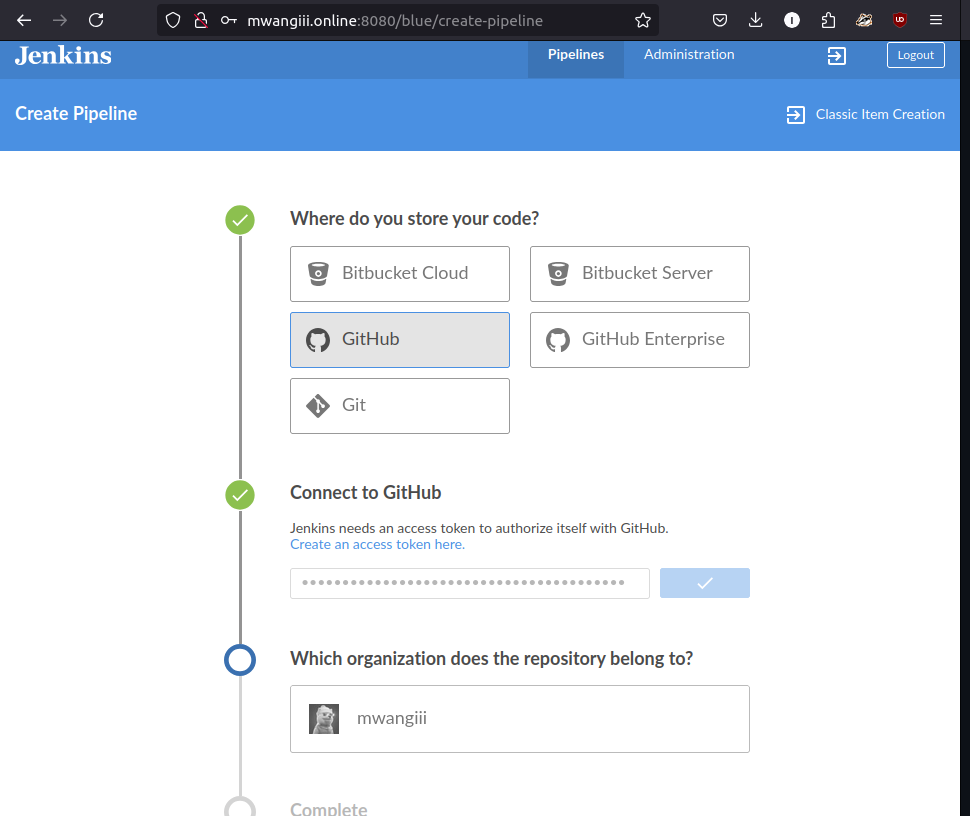 mwangiii.online:8080/blue/create-pipeline
Jenkins
Pipelines
Administration
Logout
Create Pipeline
Classic Item Creation
Where do you store your code?
Bitbucket Cloud
Bitbucket Server
GitHub
GitHub Enterprise
Git
Connect to GitHub
Jenkins needs an access token to authorize itself with GitHub.
Create an access token here.
Which organization does the repository belong to?
mwangiii
Complete